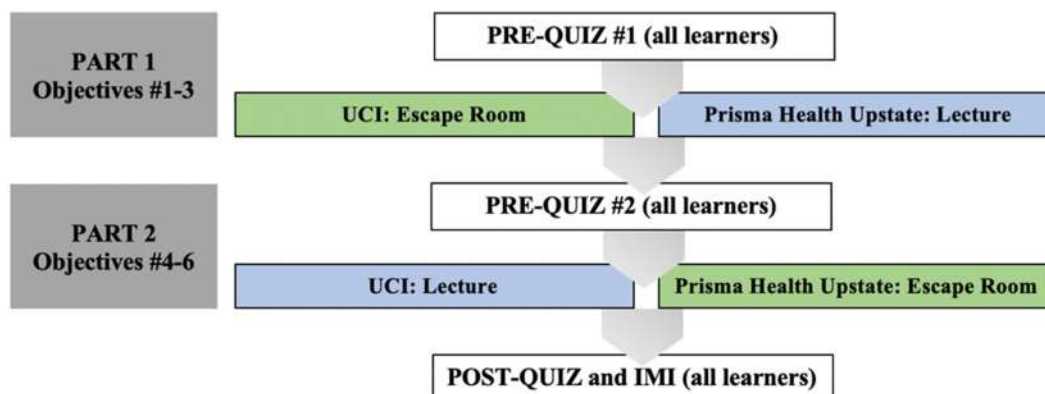 PRE-QUIZ #1 (all learners)
PART 1
Objectives #1-3
UCI: Escape Room
Prisma Health Upstate: Lecture
PRE-QUIZ #2 (all learners)
PART 2
Objectives #4-6
UCI: Lecture
Prisma Health Upstate: Escape Room
POST-QUIZ and IMI (all learners)